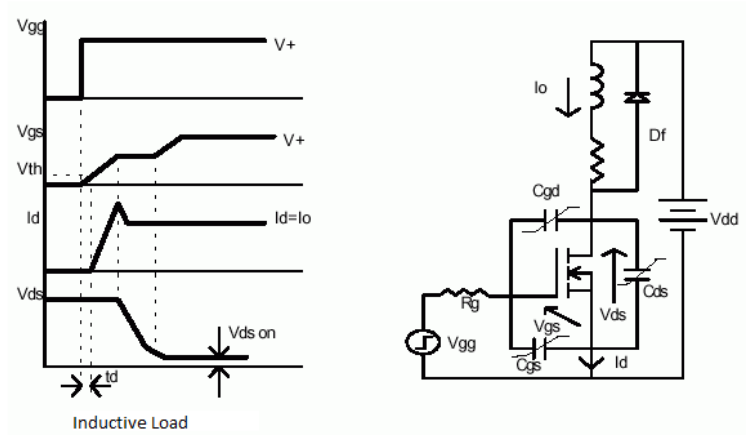 Vgg
V+
Vgs
V+
Vth
Id
Id=Io
Vds
Vds on
td
Inductive Load
Io
Df
Cgd
Vdd
Cds
Rg
Vds
Vgs
Vgg
Cgs
Id